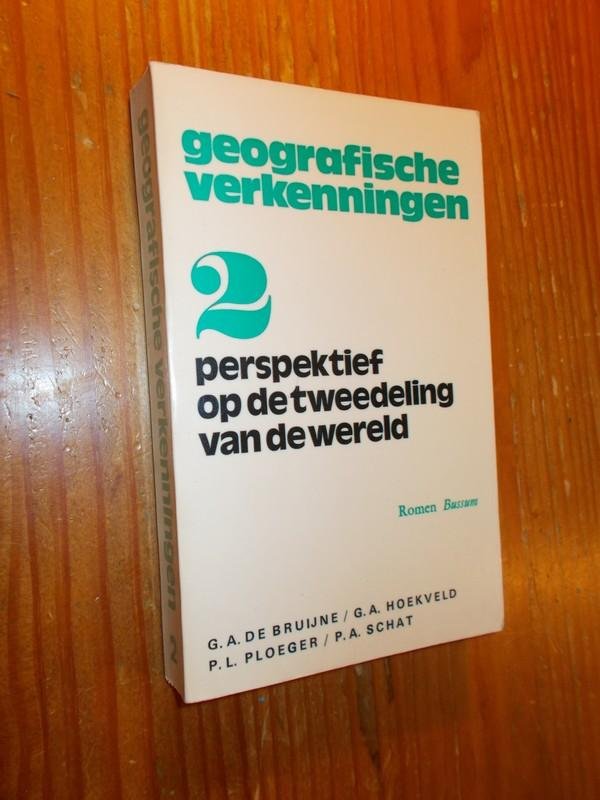 geografische
verkenningen
2
perspektief
op de tweedeling
van de wereld
Romen Bussum
G.A. DE BRUIJNE / G.A. HOEKVELD
P.L. PLOEGER / P.A. SCHAT
geografische verkenningen 2